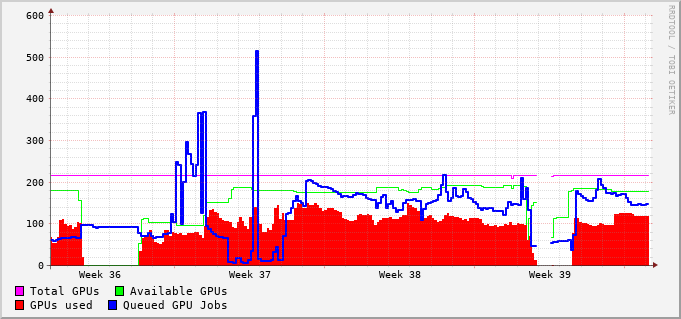 600
500
400
300
200
100
0
Week 36 Week 37 Week 38 Week 39
Total GPUs Available GPUs
GPUs used Queued GPU Jobs
RRDTOOL / TOBI OETIKER